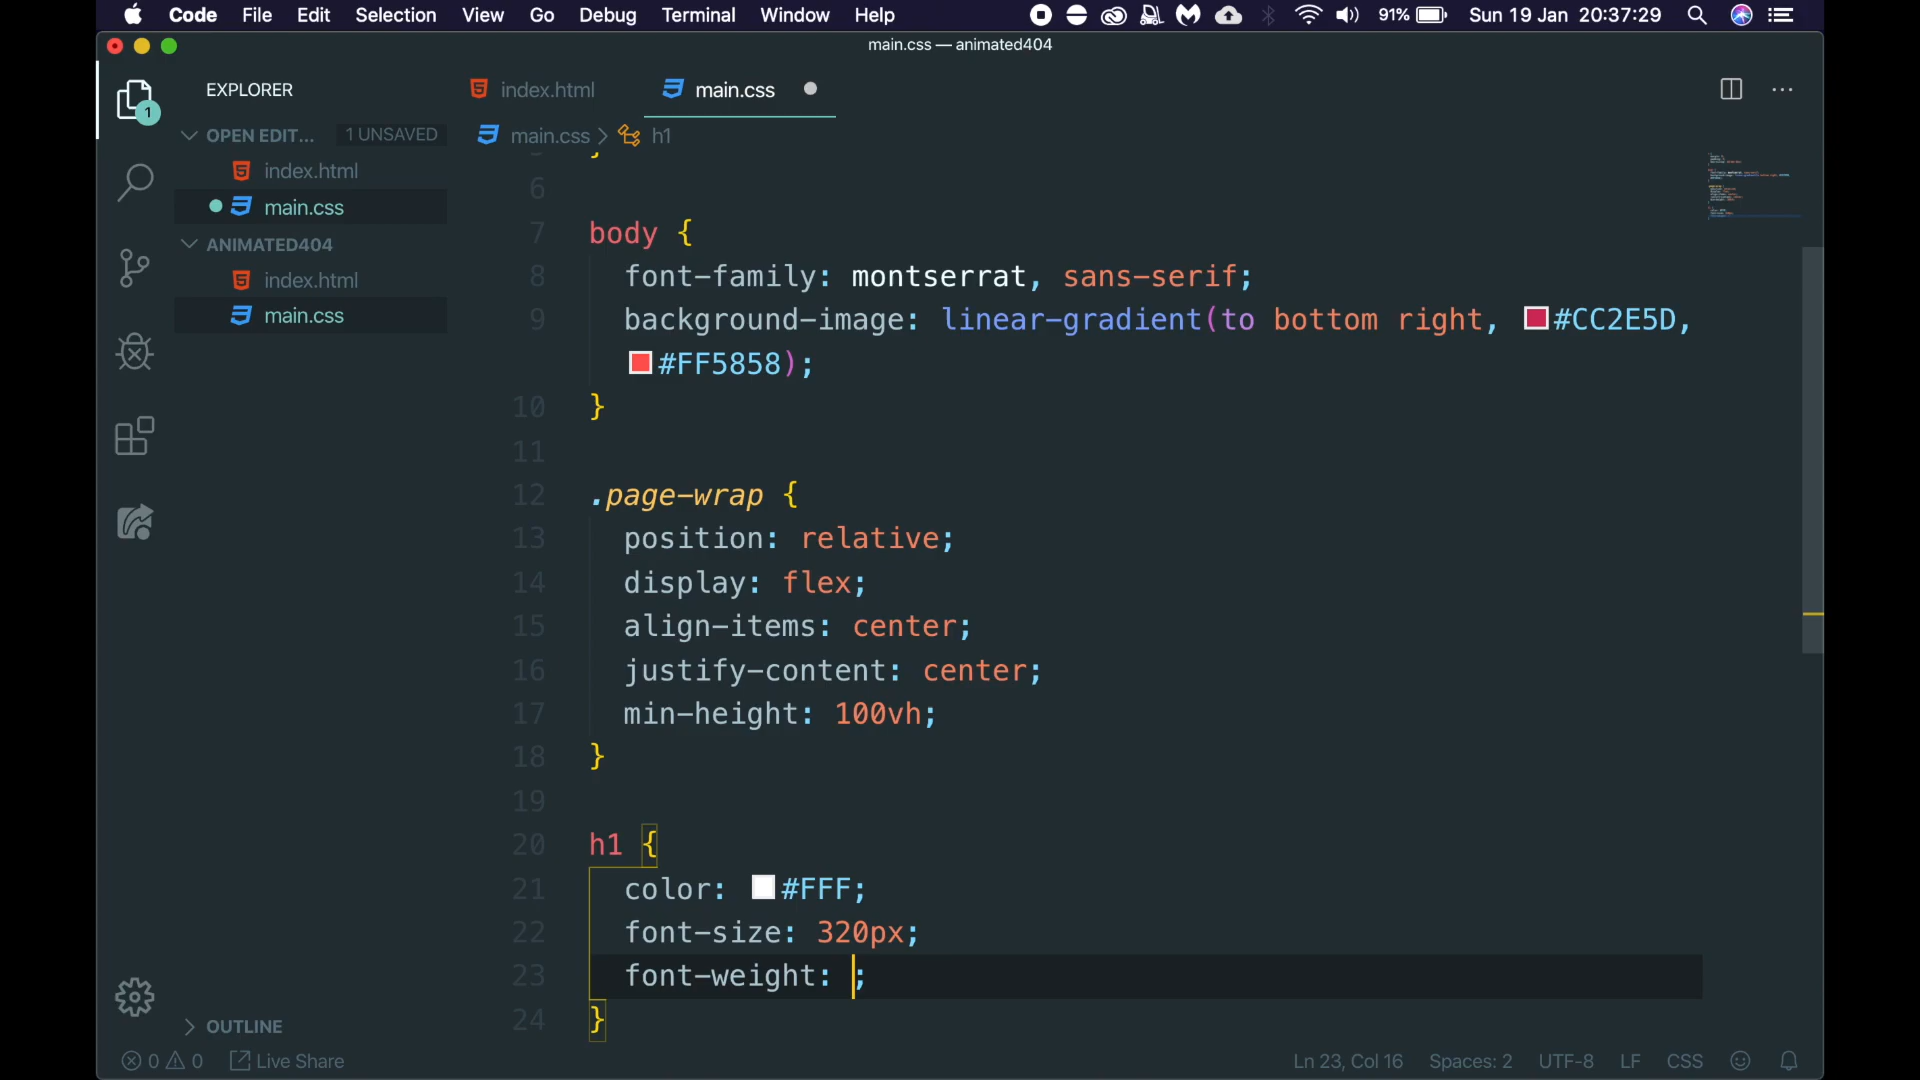 Code File Edit Selection View Go Debug Terminal Window Help 91% Sun 19 Jan 20:37:29
main.css — animated404
EXPLORER
OPEN EDIT... 1 UNSAVED
index.html
main.css
ANIMATED404
index.html
main.css
OUTLINE
1
index.html main.css
main.css > h1
6
7 body {
8 font-family: montserrat, sans-serif;
9 background-image: linear-gradient(to bottom right, #CC2E5D,
#FF5858);
10 }
11
12 .page-wrap {
13 position: relative;
14 display: flex;
15 align-items: center;
16 justify-content: center;
17 min-height: 100vh;
18 }
19
20 h1 {
21 color: #FFF;
22 font-size: 320px;
23 font-weight: ;
24 }
0 0 Live Share Ln 23, Col 16 Spaces: 2 UTF-8 LF CSS